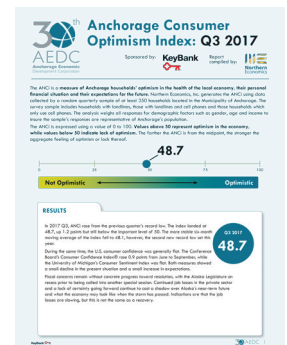 30th
AEDC
Anchorage Economic
Development Corporation
Anchorage Consumer
Optimism Index: Q3 2017
Sponsored by:
KeyBank
Report
compiled by:
Northern
Economics
The ANCI is a measure of Anchorage households' optimism in the health of the local economy, their personal
financial situation and their expectations for the future. Northern Economics, Inc. generates the ANCI using data
collected by a random quarterly sample of at least 350 households located in the Municipality of Anchorage. The
survey sample includes households with landlines, those with landlines and cell phones and those households which
only use cell phones. The analysis weights all responses for demographic factors such as gender, age and income to
insure the sample's responses are representative of Anchorage's population.
The ANCI is expressed using a value of 0 to 100. Values above 50 represent optimism in the economy,
while values below 50 indicate lack of optimism. The further the ANCI is from the midpoint, the stronger the
aggregate feeling of optimism or lack thereof.
48.7
0 25 50 75 100
Not Optimistic
Optimistic
RESULTS
In 2017 Q3, ANCI rose from the previous quarter's record low. The index landed at
48.7, up 1.2 points but still below the important level of 50. The more stable six-month
moving average of the index fell to 48.1, however, the second new record low set this
year.
During the same time, the U.S. consumer confidence was generally flat. The Conference
Board's Consumer Confidence Index® rose 0.9 points from June to September, while
the University of Michigan's Consumer Sentiment Index was flat. Both measures showed
a small decline in the present situation and a small increase in expectations.
Fiscal concerns remain without concrete progress toward resolution, with the Alaska Legislature on
recess prior to being called into another special session. Continued job losses in the private sector
and a lack of certainty going forward continue to cast a shadow over Alaska's near-term future
and what the economy may look like when the storm has passed. Indications are that the job
losses are slowing, but this is not the same as a recovery.
Q3 2017
48.7
KeyBank
30 AEDC | 1